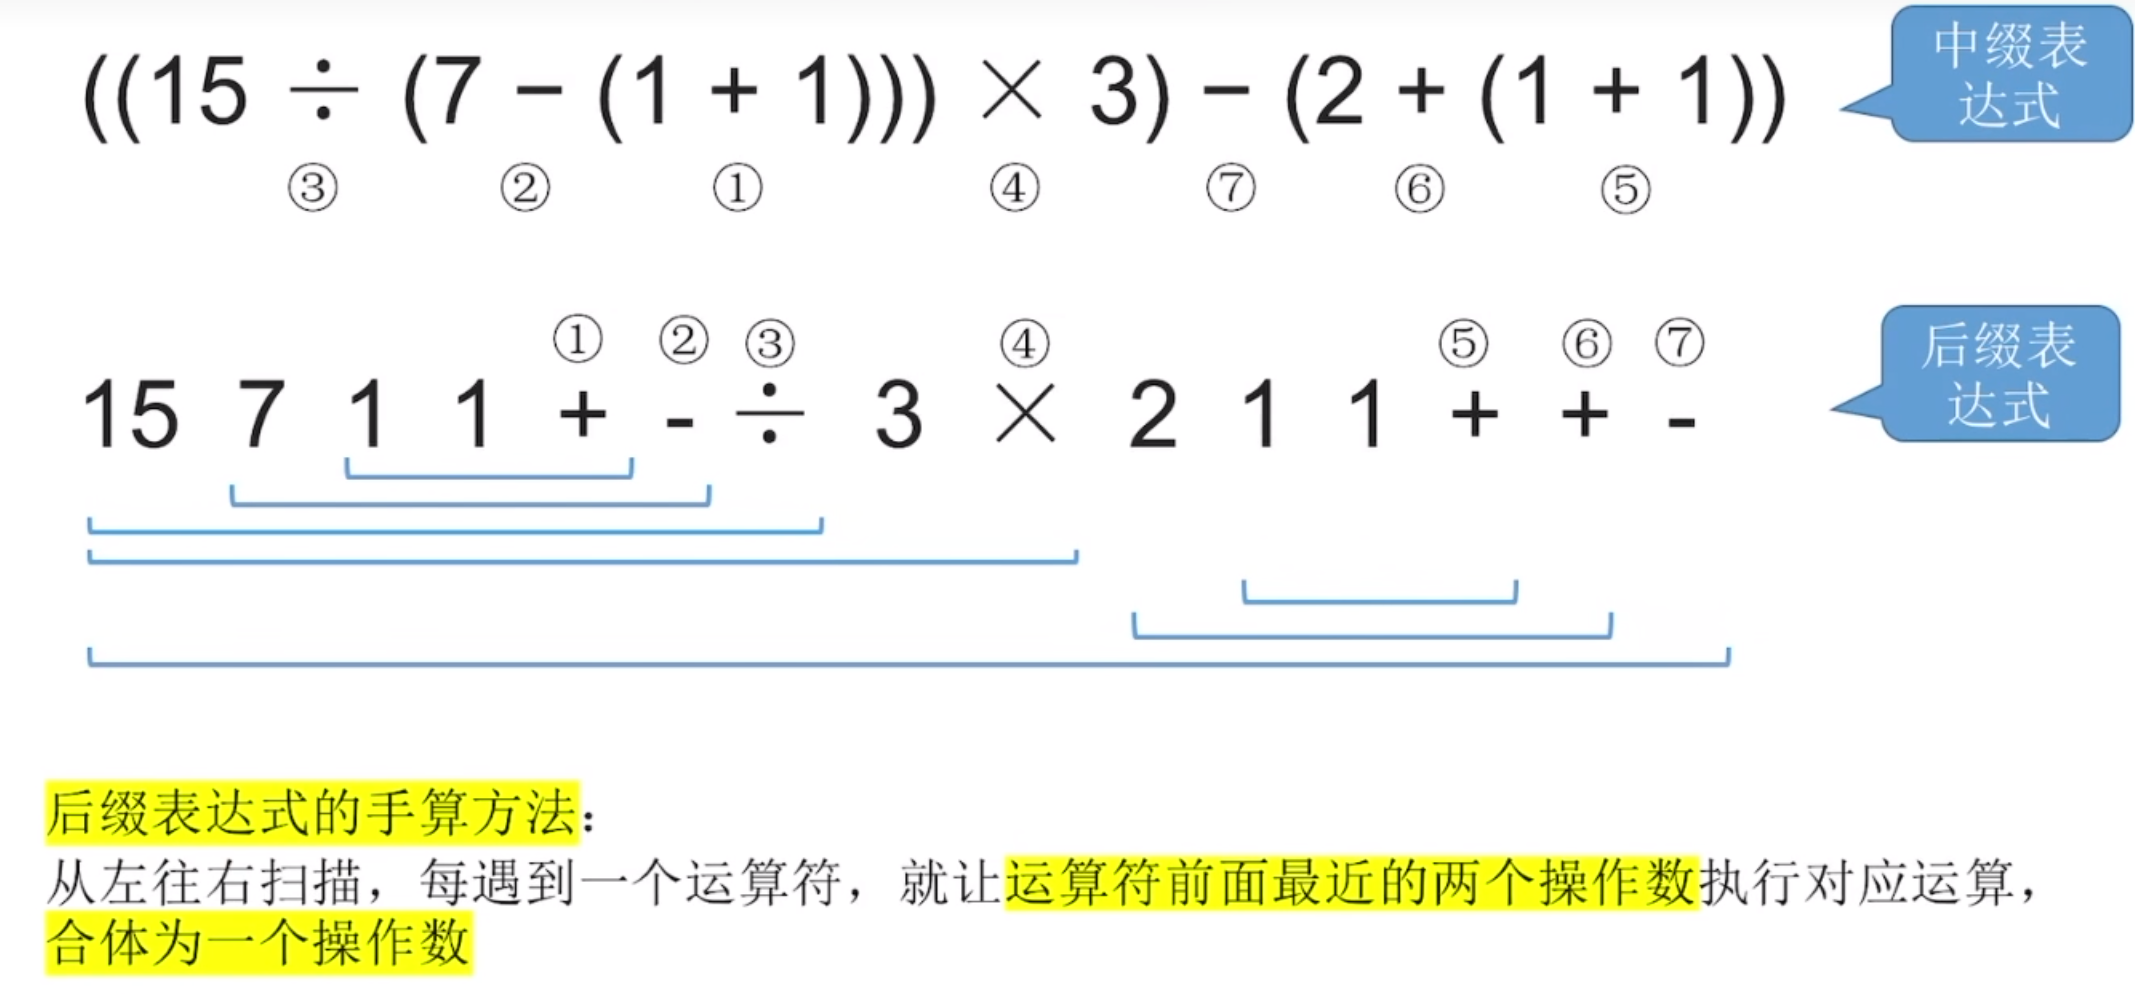 ((15 ÷ (7 − (1 + 1))) × 3) − (2 + (1 + 1))
中缀表
达式
③ ② ① ④ ⑦ ⑥ ⑤
① ② ③ ④ ⑤ ⑥ ⑦
15 7 1 1 + - ÷ 3 × 2 1 1 + + -
后缀表
达式
后缀表达式的手算方法：
从左往右扫描，每遇到一个运算符，就让运算符前面最近的两个操作数执行对应运算，
合体为一个操作数